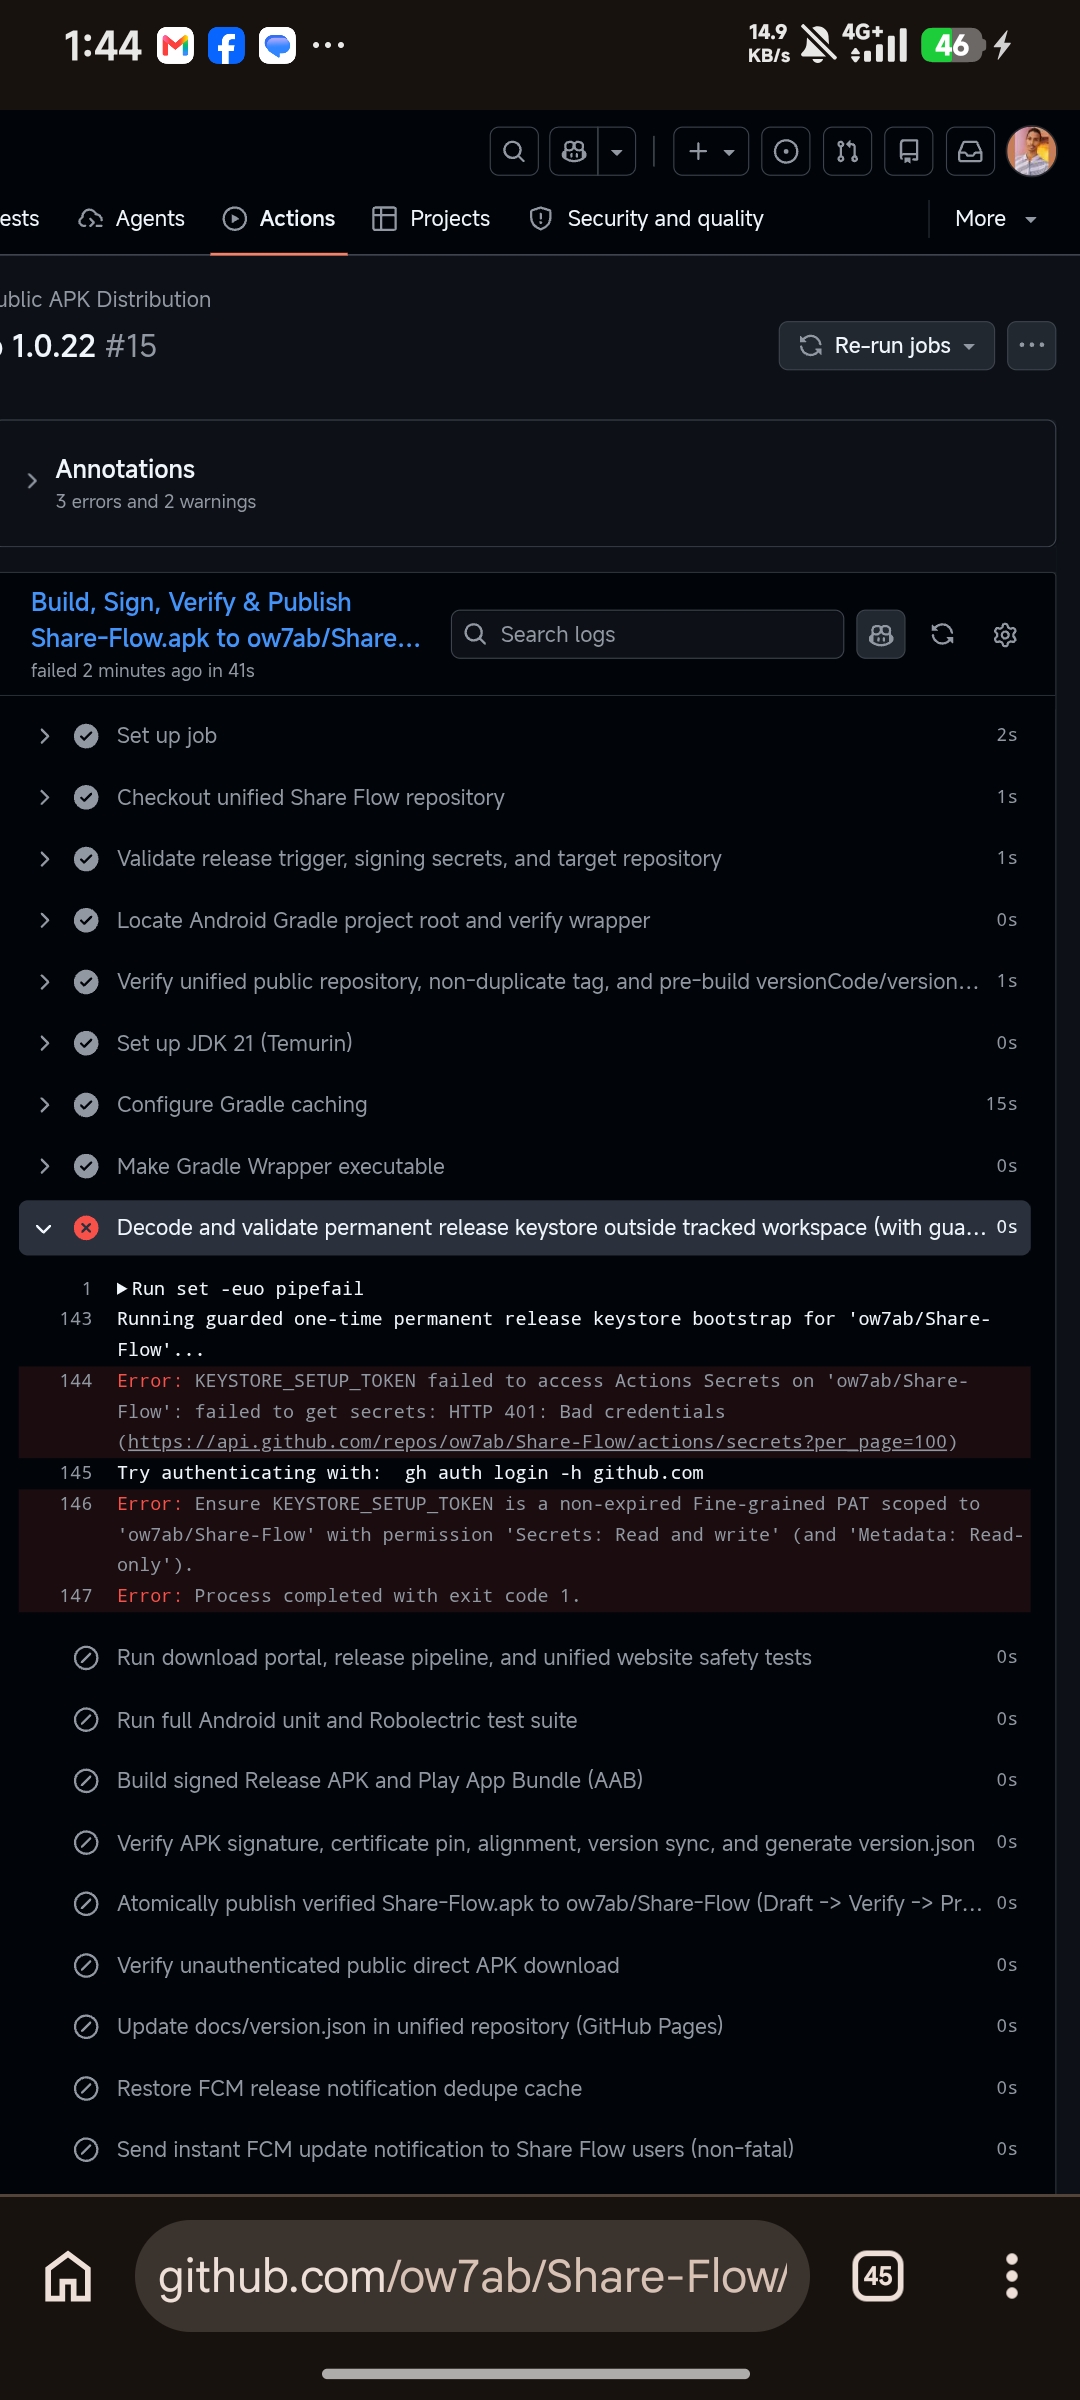 1:44
14.9 KB/s
4G+
46
ests
Agents
Actions
Projects
Security and quality
More
ublic APK Distribution
1.0.22 #15
Re-run jobs
Annotations
3 errors and 2 warnings
Build, Sign, Verify & Publish
Share-Flow.apk to ow7ab/Share...
failed 2 minutes ago in 41s
Search logs
Set up job 2s
Checkout unified Share Flow repository 1s
Validate release trigger, signing secrets, and target repository 1s
Locate Android Gradle project root and verify wrapper 0s
Verify unified public repository, non-duplicate tag, and pre-build versionCode/version... 1s
Set up JDK 21 (Temurin) 0s
Configure Gradle caching 15s
Make Gradle Wrapper executable 0s
Decode and validate permanent release keystore outside tracked workspace (with gua... 0s
1 Run set -euo pipefail
143 Running guarded one-time permanent release keystore bootstrap for 'ow7ab/Share-
Flow'...
144 Error: KEYSTORE_SETUP_TOKEN failed to access Actions Secrets on 'ow7ab/Share-
Flow': failed to get secrets: HTTP 401: Bad credentials
(https://api.github.com/repos/ow7ab/Share-Flow/actions/secrets?per_page=100)
145 Try authenticating with:  gh auth login -h github.com
146 Error: Ensure KEYSTORE_SETUP_TOKEN is a non-expired Fine-grained PAT scoped to
'ow7ab/Share-Flow' with permission 'Secrets: Read and write' (and 'Metadata: Read-
only').
147 Error: Process completed with exit code 1.
Run download portal, release pipeline, and unified website safety tests 0s
Run full Android unit and Robolectric test suite 0s
Build signed Release APK and Play App Bundle (AAB) 0s
Verify APK signature, certificate pin, alignment, version sync, and generate version.json 0s
Atomically publish verified Share-Flow.apk to ow7ab/Share-Flow (Draft -> Verify -> Pr... 0s
Verify unauthenticated public direct APK download 0s
Update docs/version.json in unified repository (GitHub Pages) 0s
Restore FCM release notification dedupe cache 0s
Send instant FCM update notification to Share Flow users (non-fatal) 0s
github.com/ow7ab/Share-Flow/
45